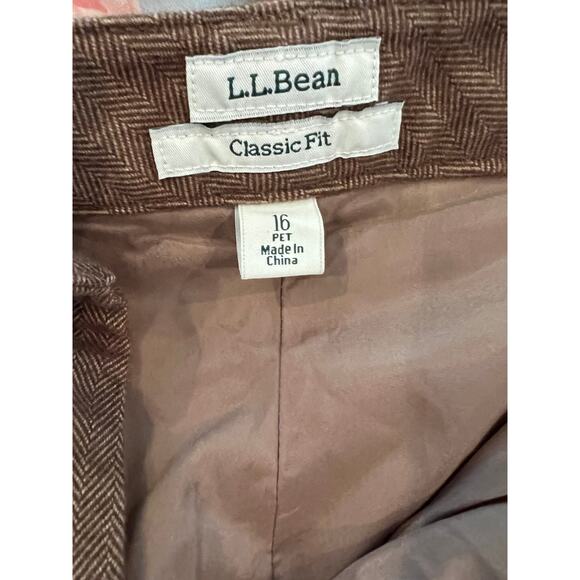 L.L.Bean
Classic Fit
16
PET
Made In
China